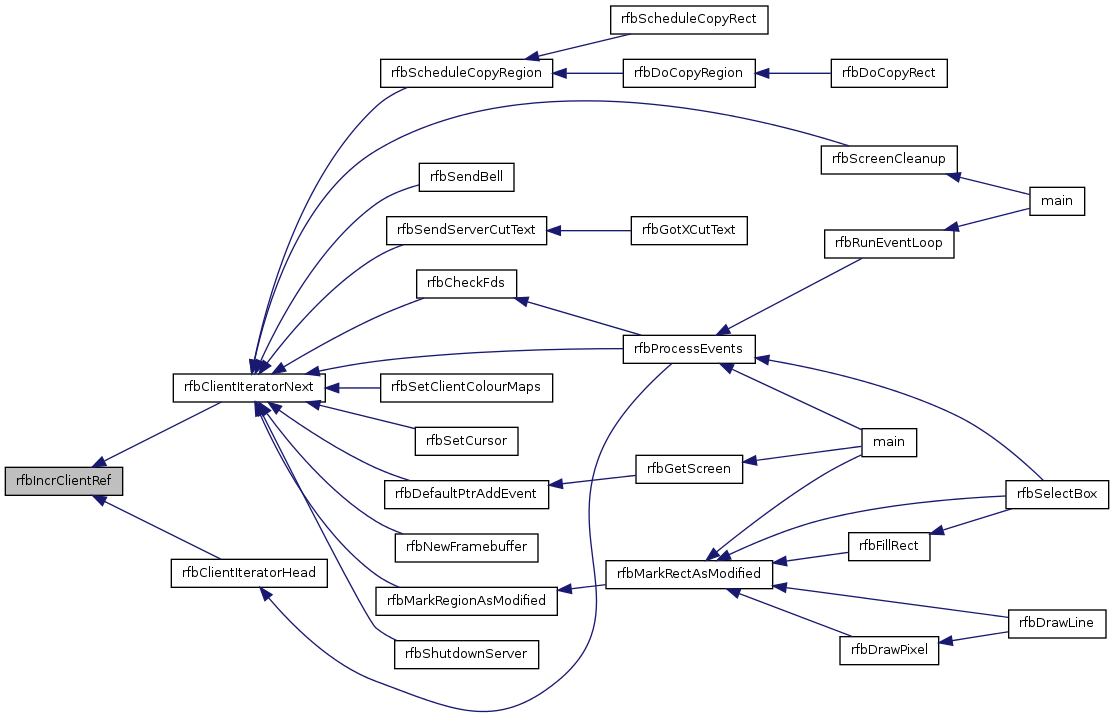 rfbScheduleCopyRect
rfbScheduleCopyRegion
rfbDoCopyRegion
rfbDoCopyRect
rfbScreenCleanup
rfbSendBell
main
rfbSendServerCutText
rfbGotXCutText
rfbRunEventLoop
rfbCheckFds
rfbProcessEvents
rfbClientIteratorNext
rfbSetClientColourMaps
rfbSetCursor
main
rfbGetScreen
rfbIncrClientRef
rfbDefaultPtrAddEvent
rfbSelectBox
rfbNewFramebuffer
rfbFillRect
rfbClientIteratorHead
rfbMarkRectAsModified
rfbMarkRegionAsModified
rfbDrawLine
rfbShutdownServer
rfbDrawPixel